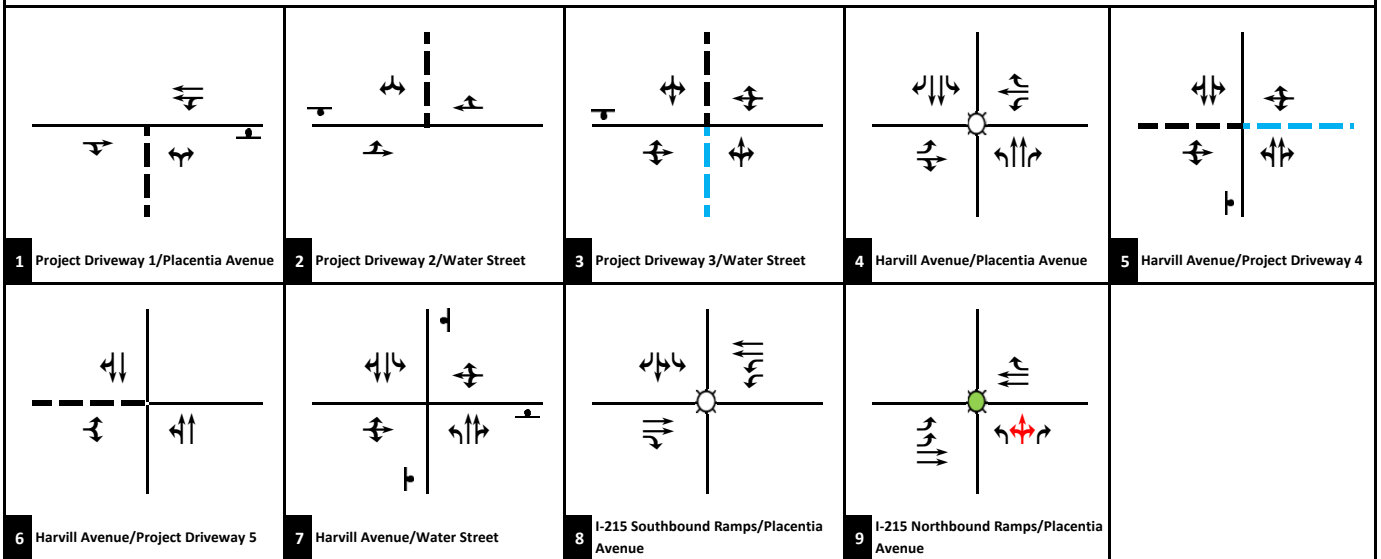 1 Project Driveway 1/Placentia Avenue
2 Project Driveway 2/Water Street
3 Project Driveway 3/Water Street
4 Harvill Avenue/Placentia Avenue
5 Harvill Avenue/Project Driveway 4
6 Harvill Avenue/Project Driveway 5
7 Harvill Avenue/Water Street
8 I-215 Southbound Ramps/Placentia
Avenue
9 I-215 Northbound Ramps/Placentia
Avenue